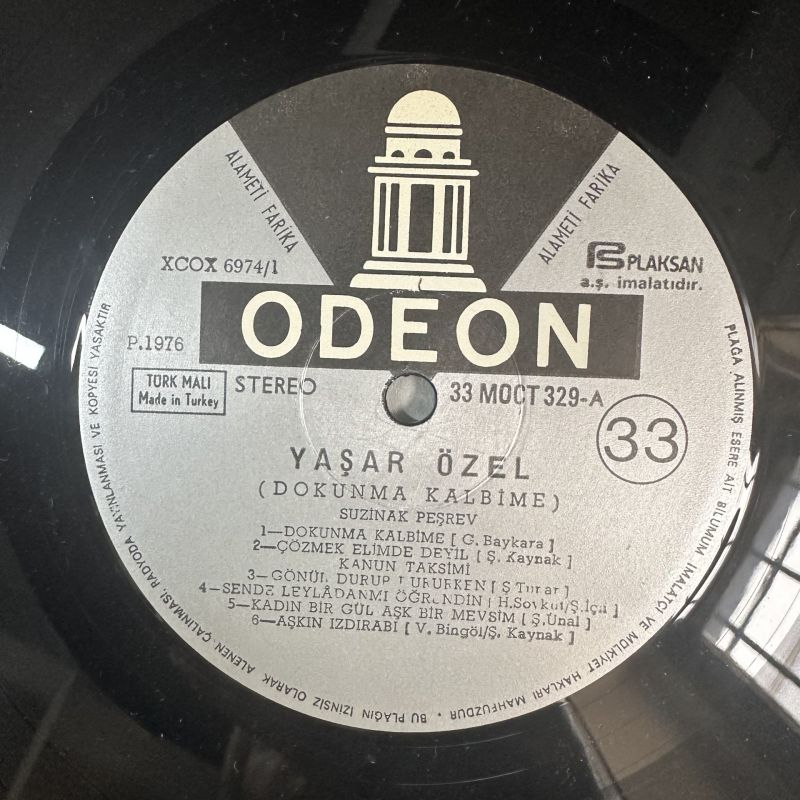 ALAMETİ FARİKA
ALAMETİ FARİKA
XCOX 6974/1
PLAKSAN
a.ş. imalatıdır.
ODEON
P.1976
TÜRK MALI
Made in Turkey
STEREO
33 MOCT 329-A
33
YAŞAR ÖZEL
(DOKUNMA KALBİME)
SUZİNAK PEŞREV
1—DOKUNMA KALBİME [ G. Baykara ]
2—ÇÖZMEK ELİMDE DEYİL [ Ş. Kaynak ]
KANUN TAKSİMİ
3—GÖNÜL DURUP [ Ş Turar ]
4—SENDE LEYLÂDANMI ÖĞRENDİN
5—KADIN BİR GÜL AŞK BİR MEVSİM [ Ş. Ünal ]
6—AŞKIN IZDIRABİ [ V. Bingöl/Ş. Kaynak ]
PLAĞA ALINMIŞ ESERE AİT BİLUMUM İMALATÇI VE MÜLKİYET HAKLARI MAHFUZDUR • BU PLAĞIN İZİNSİZ OLARAK ALENEN ÇALINMASI, RADYODA YAYINLANMASI VE KOPYESİ YASAKTIR